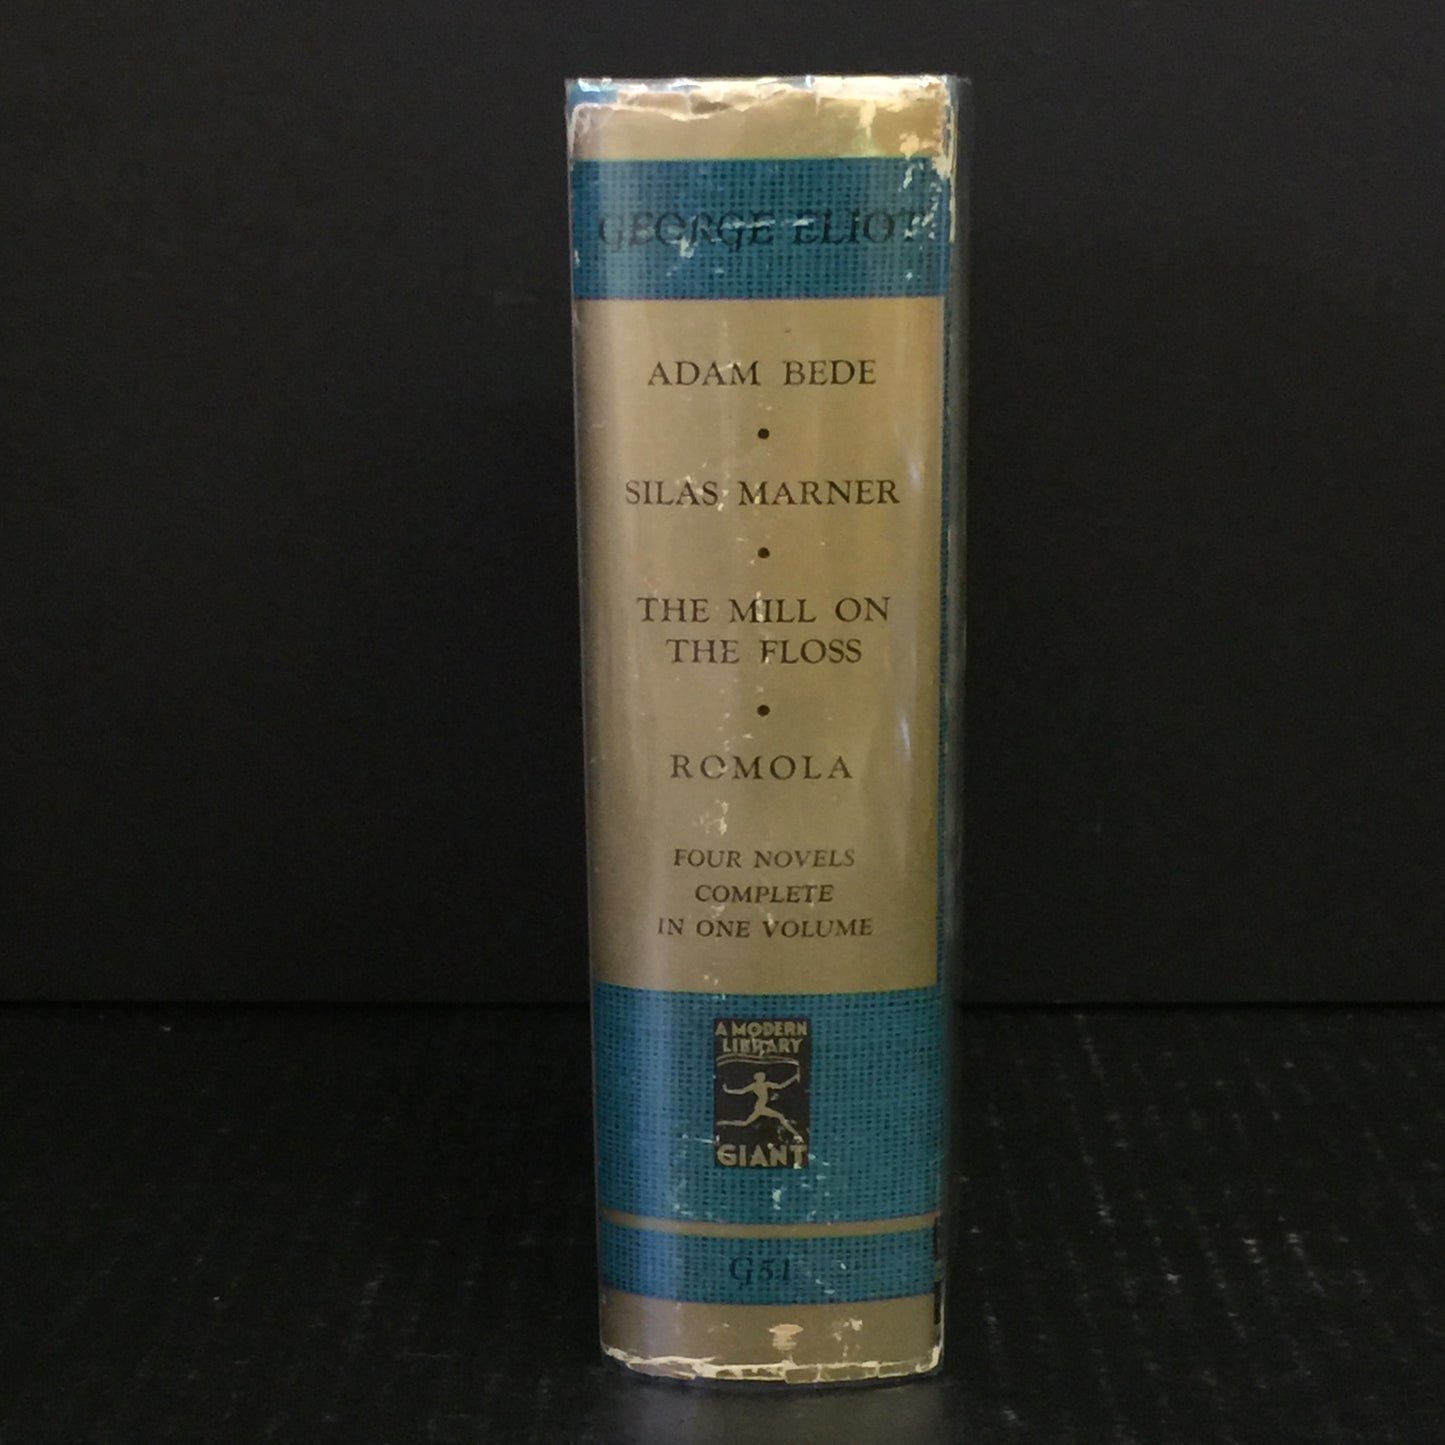 GEORGE ELIOT
ADAM BEDE
•
SILAS MARNER
•
THE MILL ON
THE FLOSS
•
ROMOLA
FOUR NOVELS
COMPLETE
IN ONE VOLUME
A MODERN
LIBRARY
GIANT
G51